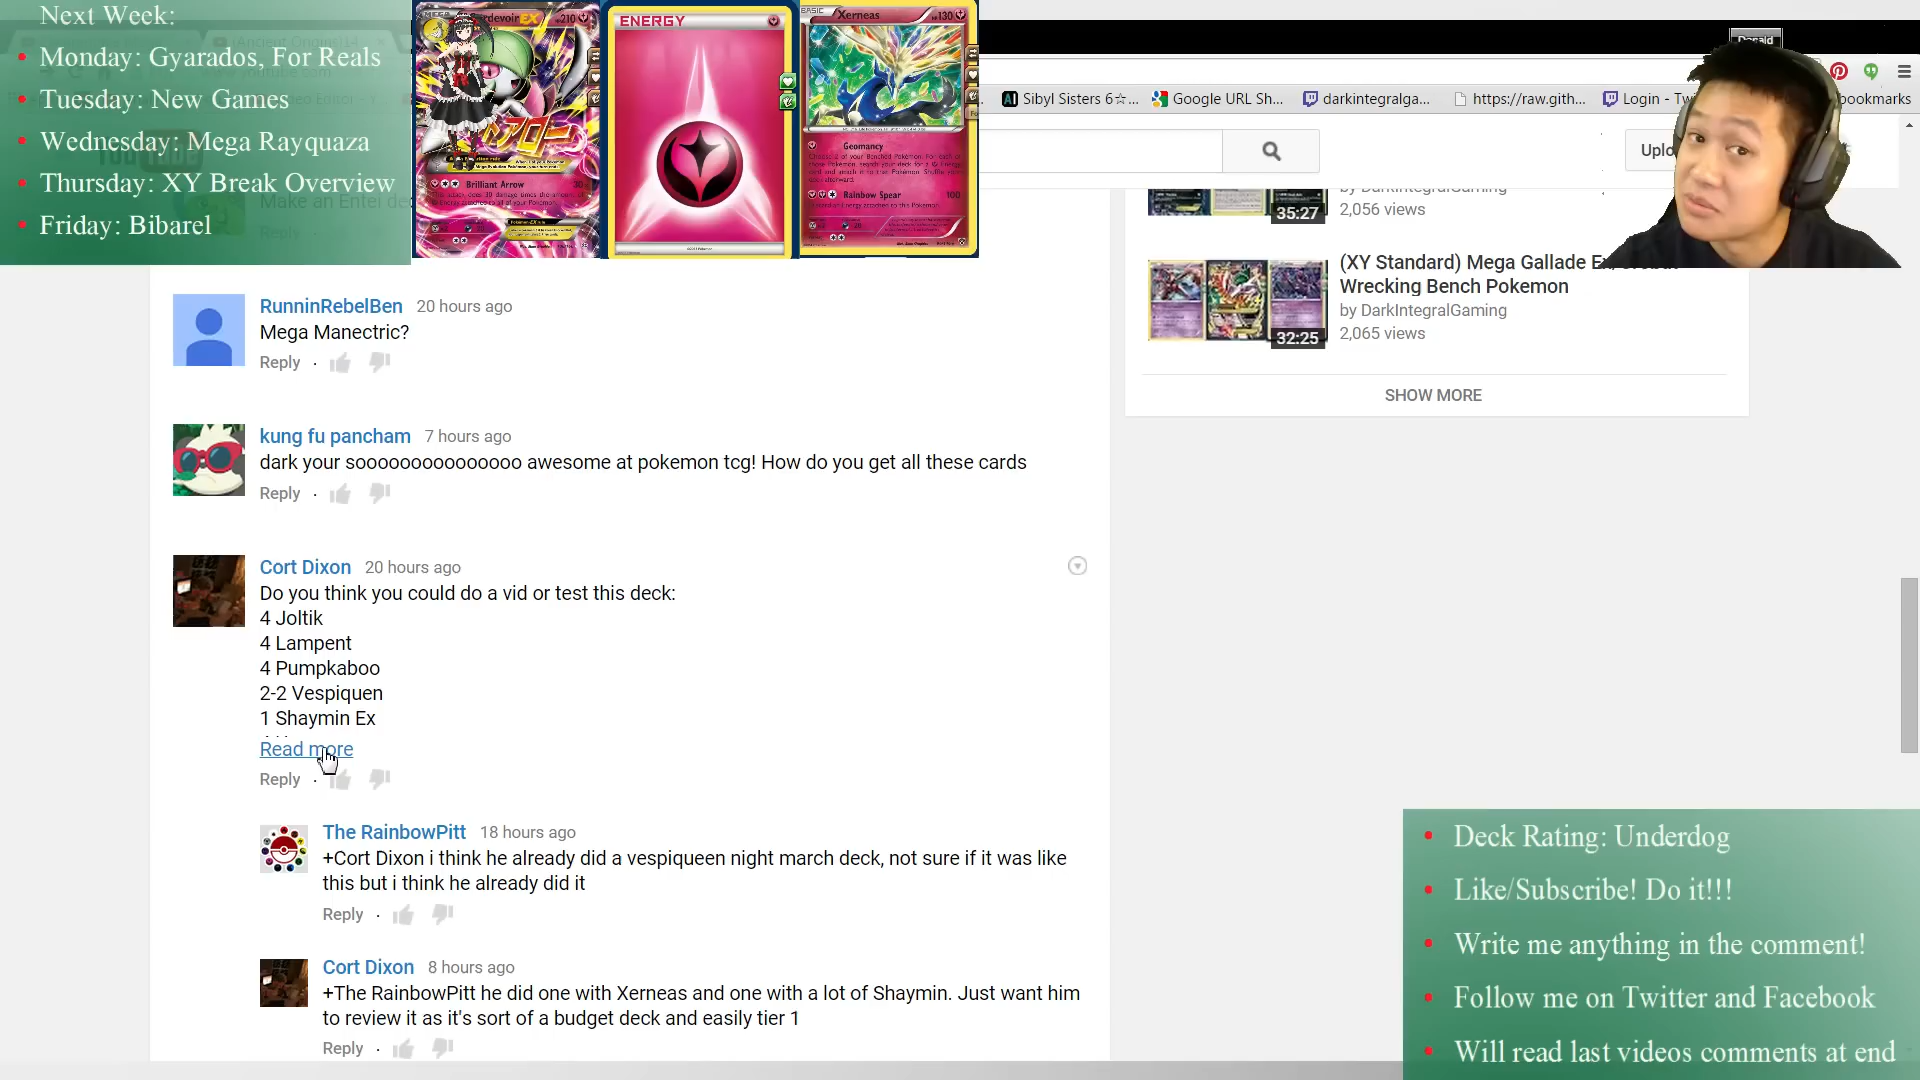 Next Week:
• Monday: Gyarados, For Reals
• Tuesday: New Games
• Wednesday: Mega Rayquaza
• Thursday: XY Break Overview
• Friday: Bibarel
ENERGY
BASIC
Xerneas
130
Geomancy
Rainbow Spear 100
Brilliant Arrow
210
Donald
Sibyl Sisters 6☆...
Google URL Sh...
darkintegralga...
https://raw.gith...
Login - Tw
bookmarks
Uplo
by DarkIntegralGaming
2,056 views
35:27
(XY Standard) Mega Gallade
Wrecking Bench Pokemon
by DarkIntegralGaming
2,065 views
32:25
SHOW MORE
RunninRebelBen 20 hours ago
Mega Manectric?
Reply
kung fu pancham 7 hours ago
dark your sooooooooooooooo awesome at pokemon tcg! How do you get all these cards
Reply
Cort Dixon 20 hours ago
Do you think you could do a vid or test this deck:
4 Joltik
4 Lampent
4 Pumpkaboo
2-2 Vespiquen
1 Shaymin Ex
Read more
Reply
The RainbowPitt 18 hours ago
+Cort Dixon i think he already did a vespiqueen night march deck, not sure if it was like
this but i think he already did it
Reply
Cort Dixon 8 hours ago
+The RainbowPitt he did one with Xerneas and one with a lot of Shaymin. Just want him
to review it as it's sort of a budget deck and easily tier 1
Reply
• Deck Rating: Underdog
• Like/Subscribe! Do it!!!
• Write me anything in the comment!
• Follow me on Twitter and Facebook
• Will read last videos comments at end